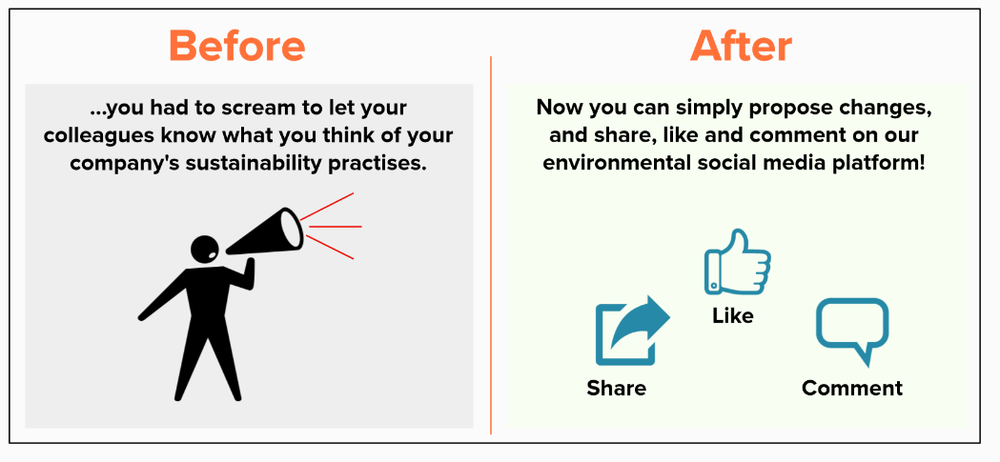 Before
...you had to scream to let your
colleagues know what you think of your
company's sustainability practises.
After
Now you can simply propose changes,
and share, like and comment on our
environmental social media platform!
Like
Share
Comment